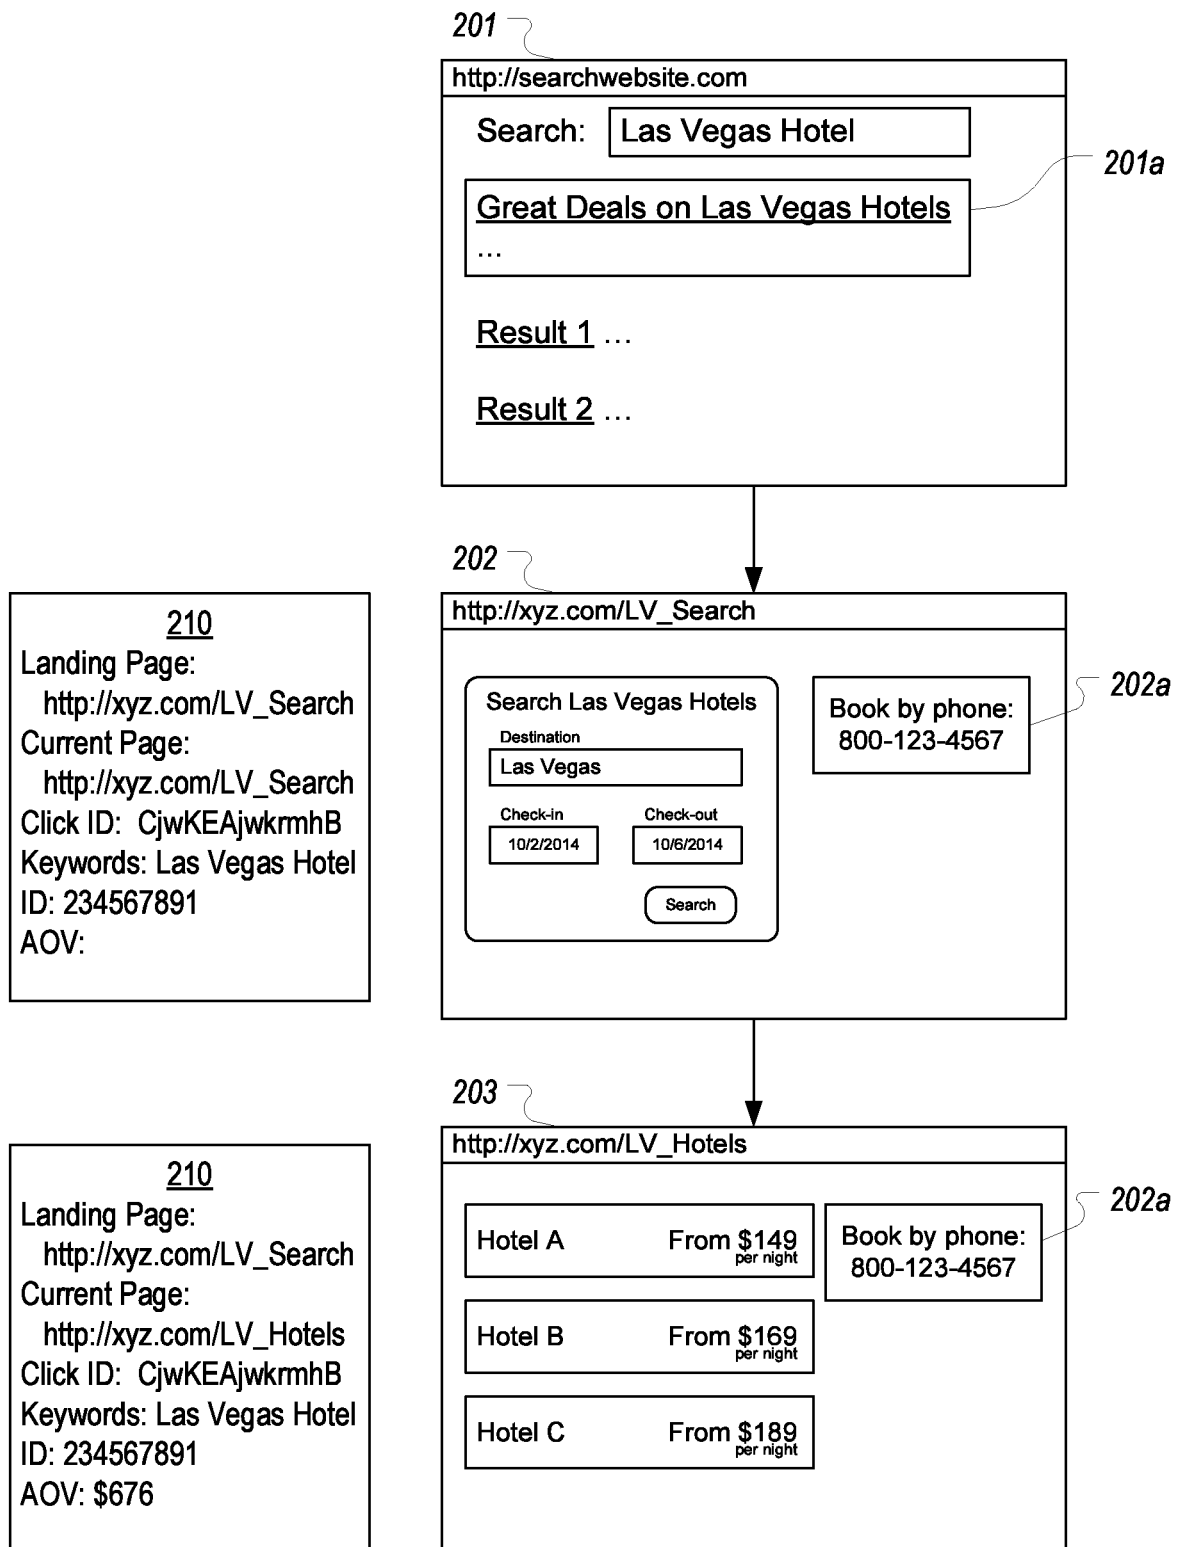 201
http://searchwebsite.com
Search: Las Vegas Hotel
201a
Great Deals on Las Vegas Hotels
...
Result 1 ...
Result 2 ...
202
http://xyz.com/LV_Search
202a
Search Las Vegas Hotels
Destination
Las Vegas
Check-in Check-out
10/2/2014 10/6/2014
Search
Book by phone:
800-123-4567
210
Landing Page:
http://xyz.com/LV_Search
Current Page:
http://xyz.com/LV_Search
Click ID: CjwKEAjwkrmhB
Keywords: Las Vegas Hotel
ID: 234567891
AOV:
203
http://xyz.com/LV_Hotels
202a
Hotel A From $149
per night
Hotel B From $169
per night
Hotel C From $189
per night
Book by phone:
800-123-4567
210
Landing Page:
http://xyz.com/LV_Search
Current Page:
http://xyz.com/LV_Hotels
Click ID: CjwKEAjwkrmhB
Keywords: Las Vegas Hotel
ID: 234567891
AOV: $676